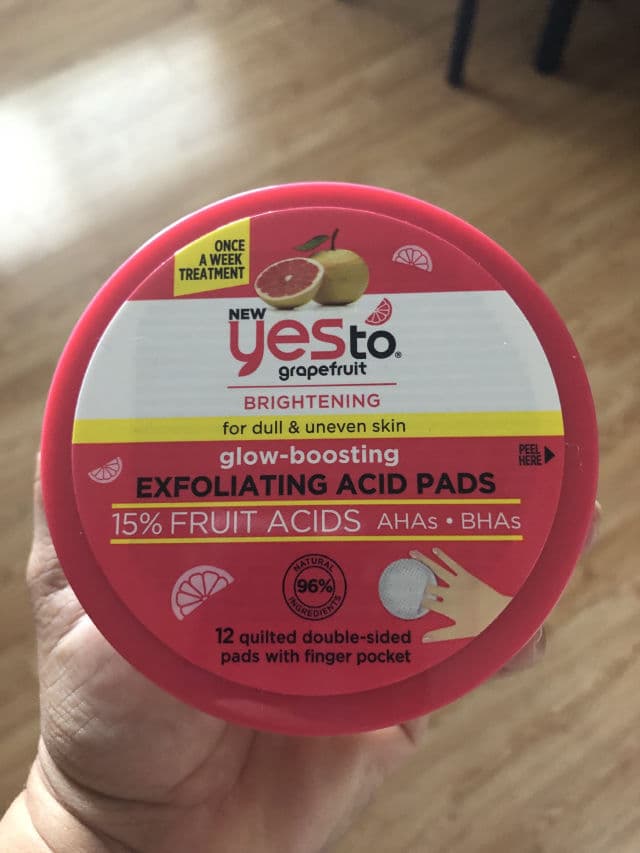 ONCE
A WEEK
TREATMENT
NEW
yes to®
grapefruit
BRIGHTENING
for dull & uneven skin
glow-boosting
PEEL
HERE
EXFOLIATING ACID PADS
15% FRUIT ACIDS AHAs • BHAs
NATURAL
96%
INGREDIENTS
12 quilted double-sided
pads with finger pocket